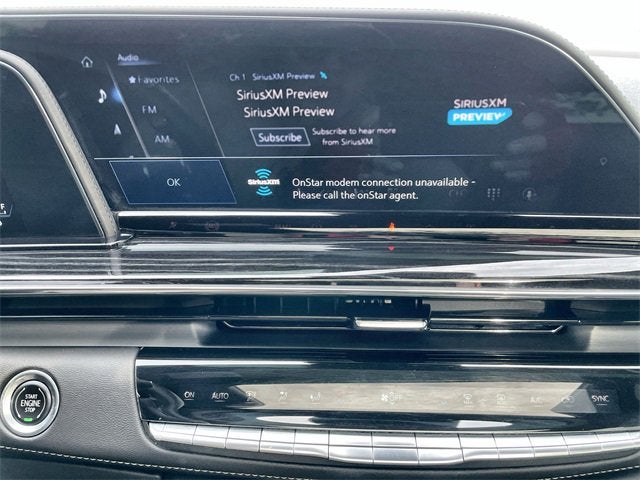 Audio
★ Favorites
Ch 1 SiriusXM Preview
SiriusXM Preview
SiriusXM Preview
FM
AM
SIRIUSXM
PREVIEW
Subscribe
Subscribe to hear more
from SiriusXM
OK
SiriusXM
OnStar modem connection unavailable -
Please call the onStar agent.
START
ENGINE
STOP
ON
AUTO
OFF
A/C
SYNC